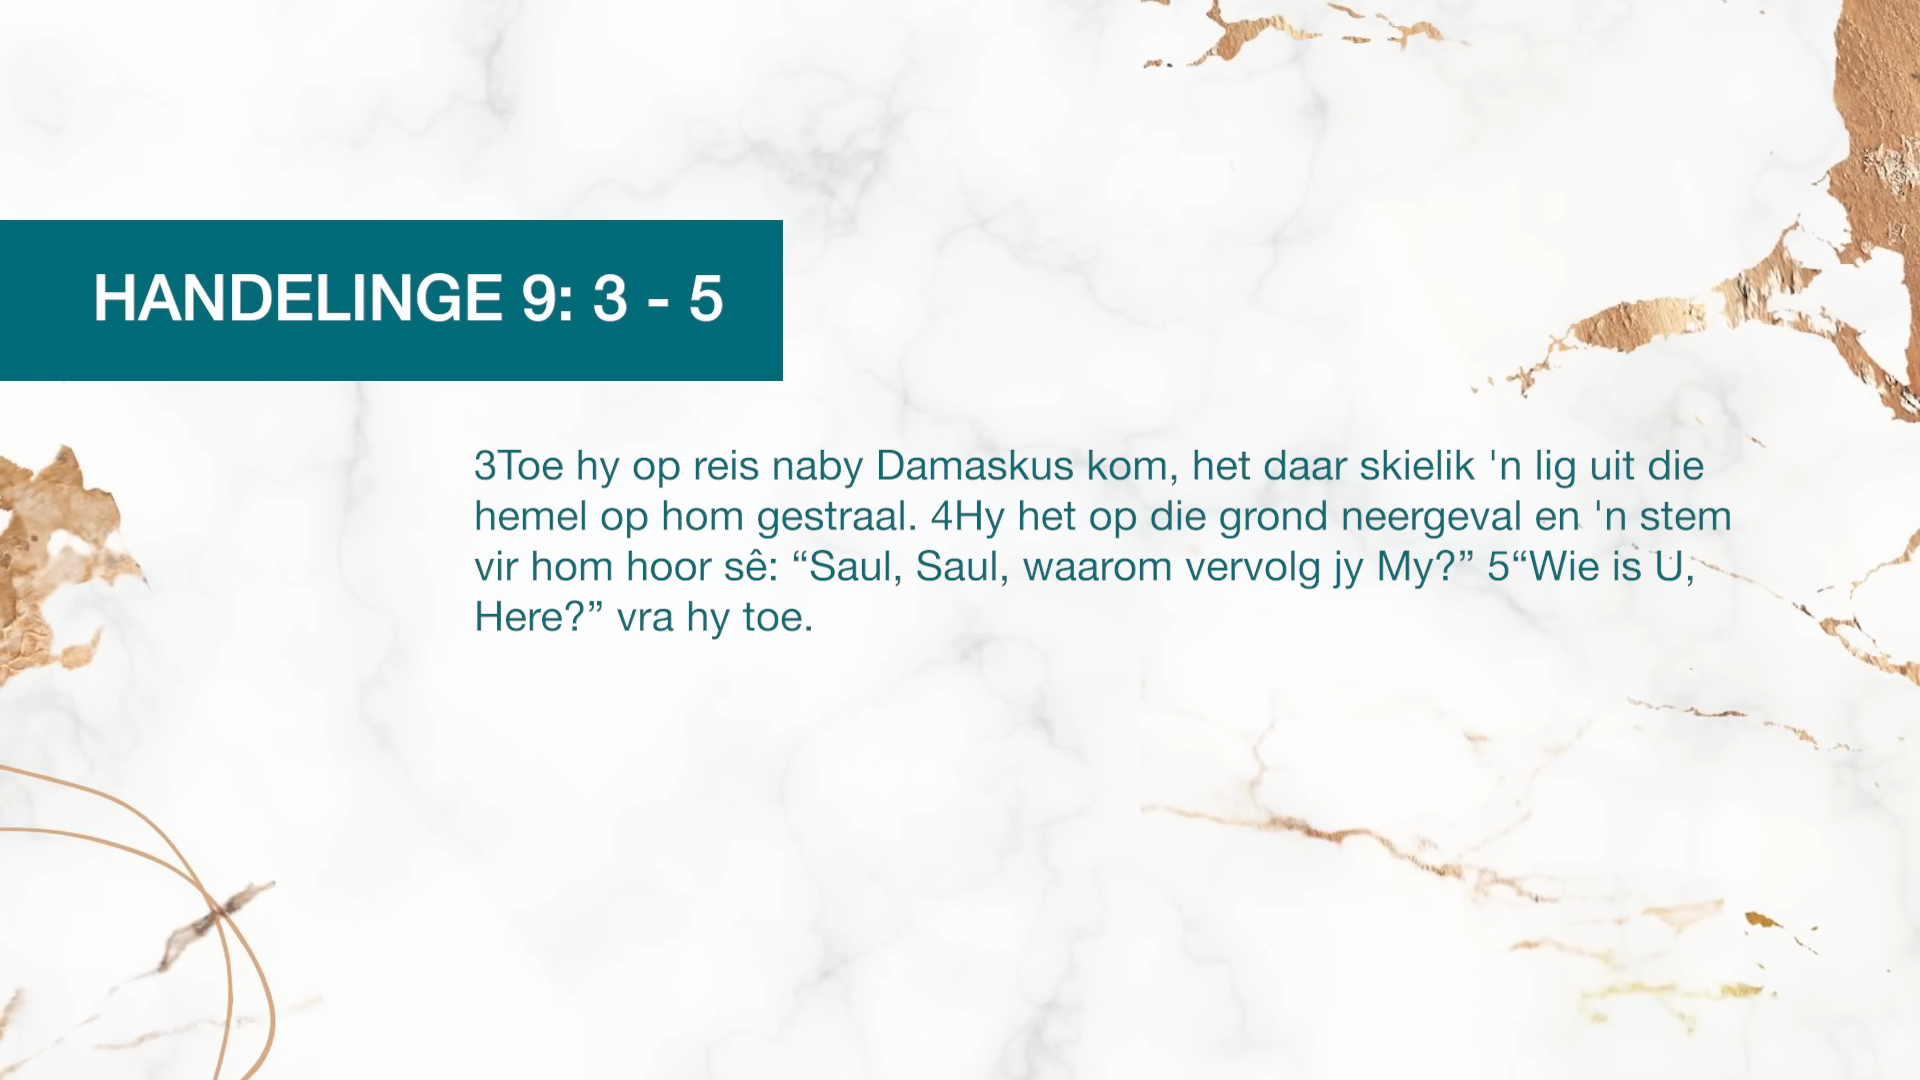 HANDELINGE 9: 3 - 5
3Toe hy op reis naby Damaskus kom, het daar skielik 'n lig uit die
hemel op hom gestraal. 4Hy het op die grond neergeval en 'n stem
vir hom hoor sê: “Saul, Saul, waarom vervolg jy My?” 5“Wie is U,
Here?” vra hy toe.